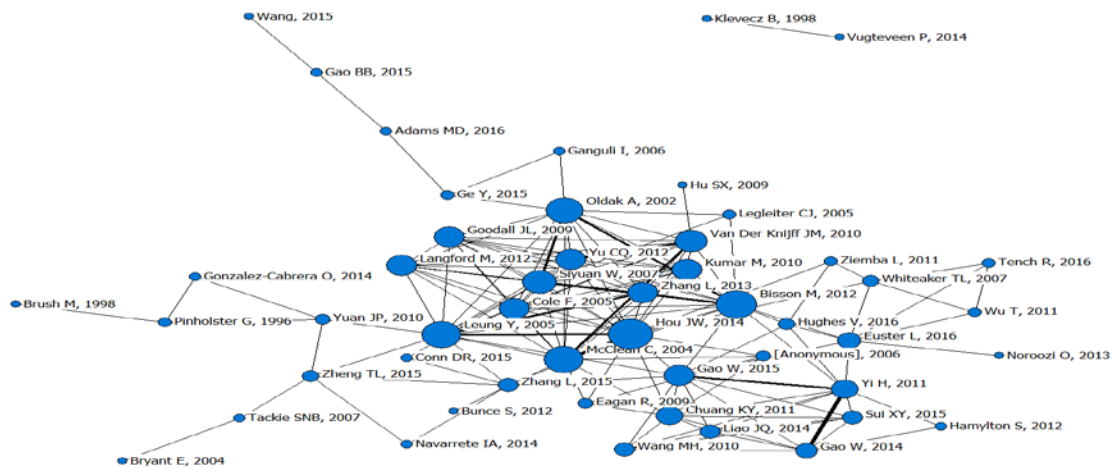 Wang, 2015
Klevecz B, 1998
Vugteveen P, 2014
Gao BB, 2015
Adams MD, 2016
Ganguli I, 2006
Hu SX, 2009
Ge Y, 2015
Oldak A, 2002
Legleiter CJ, 2005
Goodall JL, 2009
Van Der Knijff JM, 2010
Yu CQ, 2012
Langford M, 2012
Kumar M, 2010
Ziemba L, 2011
Tench R, 2016
Gonzalez-Cabrera O, 2014
Siyuan W, 2007
Whiteaker TL, 2007
Zhang L, 2013
Bisson M, 2012
Brush M, 1998
Cole F, 2005
Wu T, 2011
Pinholster G, 1996
Yuan JP, 2010
Leung Y, 2005
Hou JW, 2014
Hughes V, 2016
Euster L, 2016
McClean C, 2004
[Anonymous], 2006
Noroozi O, 2013
Conn DR, 2015
Zheng TL, 2015
Zhang L, 2015
Gao W, 2015
Yi H, 2011
Eagan R, 2009
Bunce S, 2012
Tackie SNB, 2007
Chuang KY, 2011
Sui XY, 2015
Liao JQ, 2014
Hamylton S, 2012
Navarrete IA, 2014
Wang MH, 2010
Gao W, 2014
Bryant E, 2004